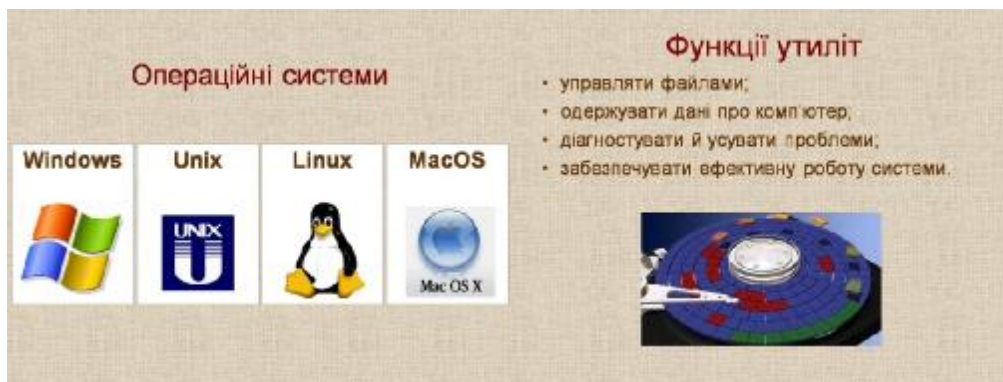 Операційні системи
Windows
Unix
Linux
MacOS
UNIX
Mac OS X
Функції утиліт
• управляти файлами;
• одержувати дані про комп'ютер;
• діагностувати й усувати проблеми;
• забезпечувати ефективну роботу системи.